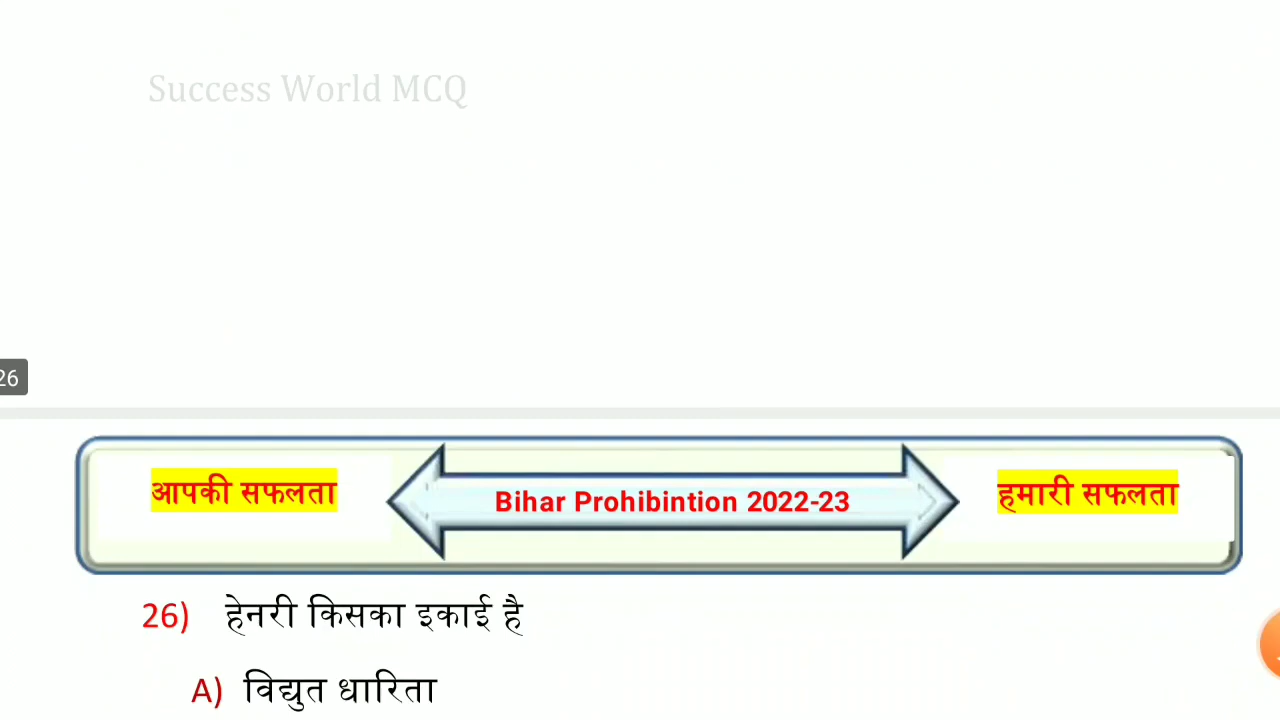 Success World MCQ
26
आपकी सफलता
Bihar Prohibintion 2022-23
हमारी सफलता
26) हेनरी किसका इकाई है
A) विद्युत धारिता